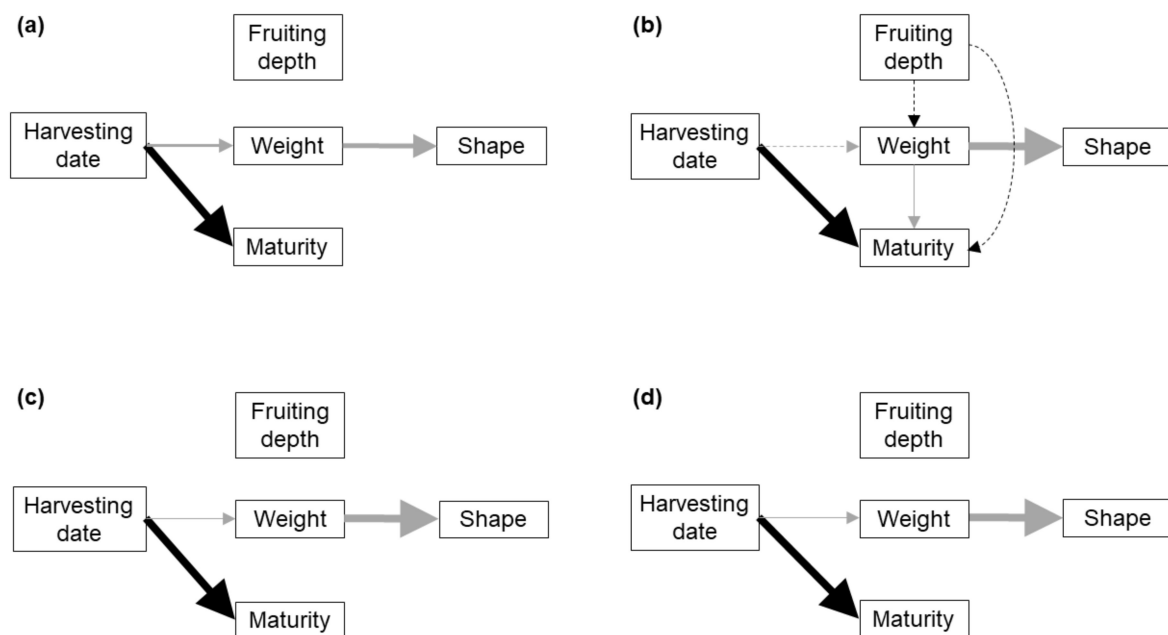 (a)
Fruiting
depth
Harvesting
date
Weight
Shape
Maturity
(b)
Fruiting
depth
Harvesting
date
Weight
Shape
Maturity
(c)
Fruiting
depth
Harvesting
date
Weight
Shape
Maturity
(d)
Fruiting
depth
Harvesting
date
Weight
Shape
Maturity